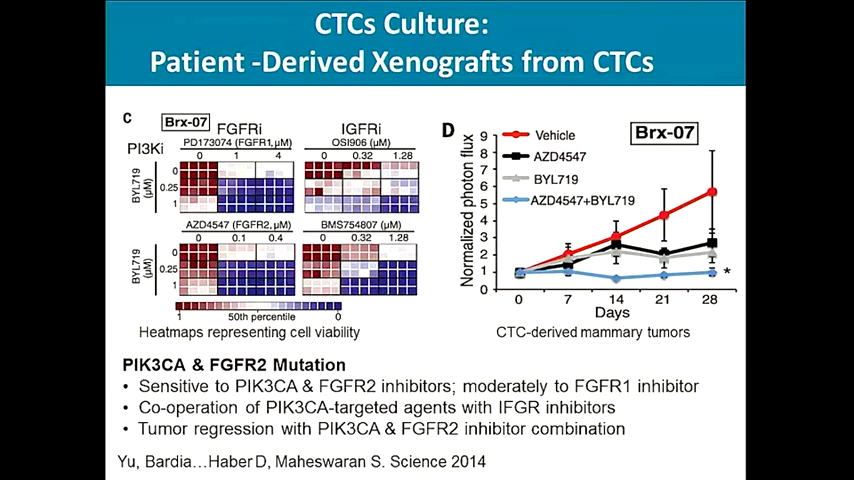 CTCs Culture:
Patient -Derived Xenografts from CTCs
C
Brx-07
FGFRi
IGFRi
PI3Ki
PD173074 (FGFR1, μM)
OSI906 (μM)
0 1 4
0 0.32 1.28
BYL719 (μM)
0
0.25
1
AZD4547 (FGFR2, μM)
BMS754807 (μM)
0 0.1 0.4
0 0.32 1.28
BYL719 (μM)
0
0.25
1
1 50th percentile 0
Heatmaps representing cell viability
D
Brx-07
Vehicle
AZD4547
BYL719
AZD4547+BYL719
Normalized photon flux
9
8
7
6
5
4
3
2
1
0
*
0 7 14 21 28
Days
CTC-derived mammary tumors
PIK3CA & FGFR2 Mutation
• Sensitive to PIK3CA & FGFR2 inhibitors; moderately to FGFR1 inhibitor
• Co-operation of PIK3CA-targeted agents with IFGR inhibitors
• Tumor regression with PIK3CA & FGFR2 inhibitor combination
Yu, Bardia…Haber D, Maheswaran S. Science 2014